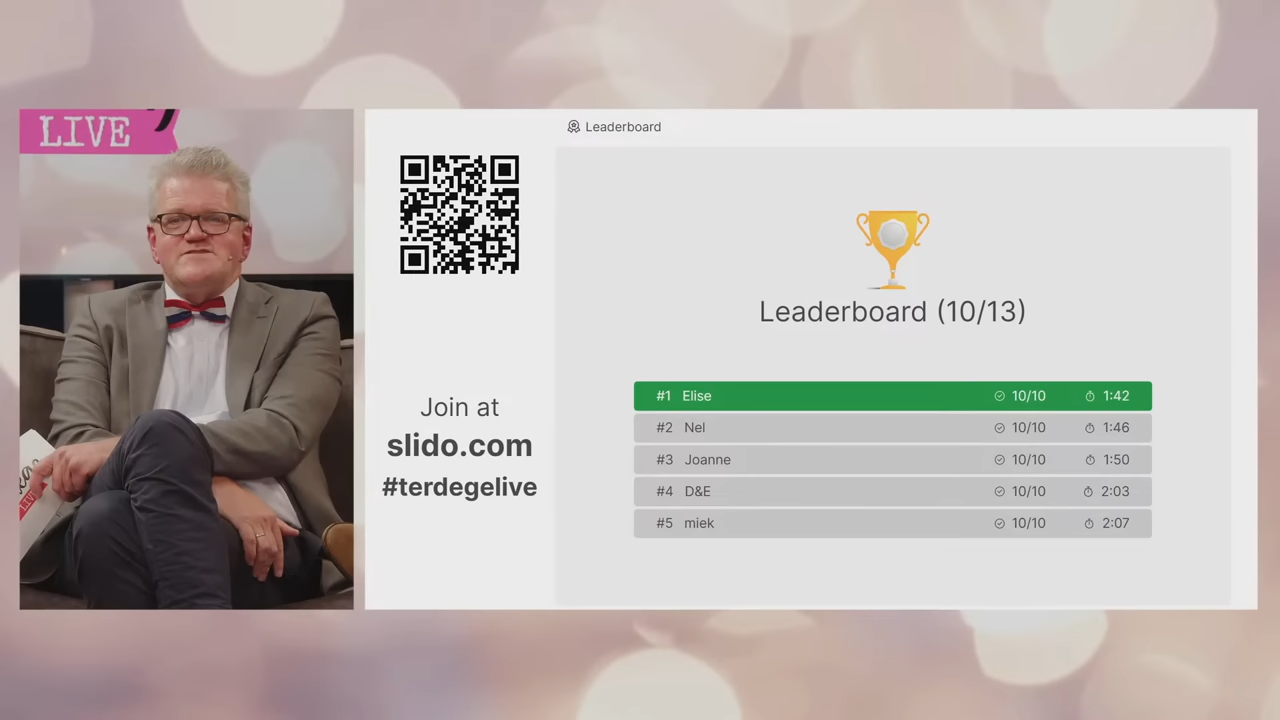 LIVE
Leaderboard
Join at
slido.com
#terdegelive
Leaderboard (10/13)
#1 Elise 10/10 1:42
#2 Nel 10/10 1:46
#3 Joanne 10/10 1:50
#4 D&E 10/10 2:03
#5 miek 10/10 2:07